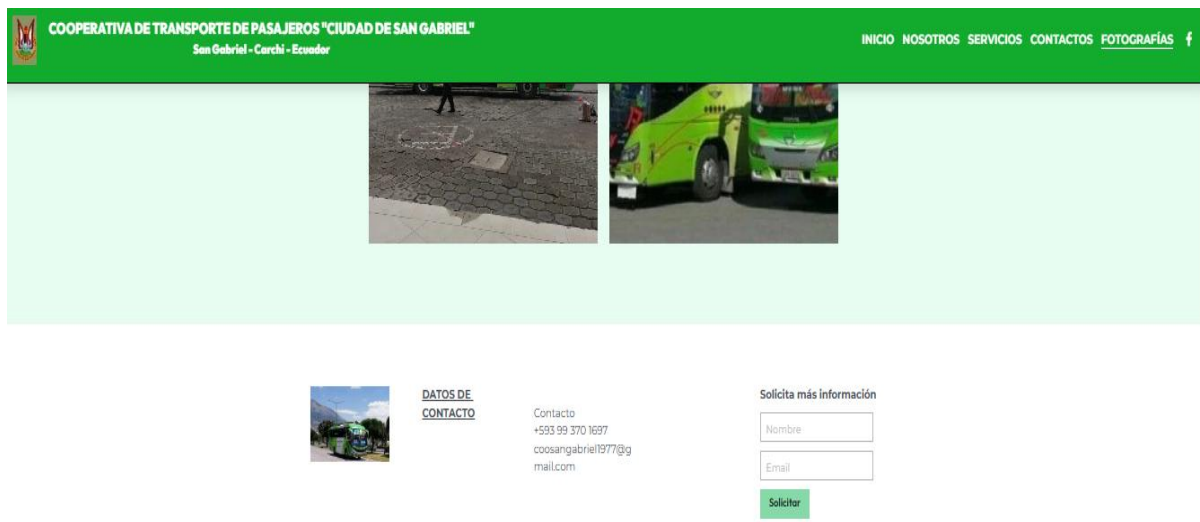 COOPERATIVA DE TRANSPORTE DE PASAJEROS "CIUDAD DE SAN GABRIEL"
San Gabriel - Carchi - Ecuador
INICIO NOSOTROS SERVICIOS CONTACTOS FOTOGRAFÍAS f
DATOS DE
CONTACTO
Contacto
+593 99 370 1697
coosangabriel1977@g
mail.com
Solicita más información
Nombre
Email
Solicitar